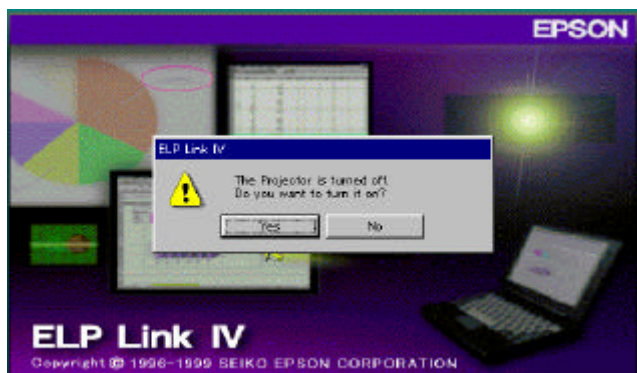 EPSON
ELP Link IV
The Projector is turned off.
Do you want to turn it on?
Yes
No
ELP Link IV
Copyright © 1996-1999 SEIKO EPSON CORPORATION